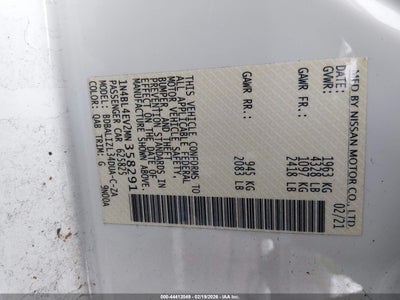 MFD BY NISSAN MOTOR CO.,LTD.
DATE: 02/21
GVWR: 1963 KG
4328 LB
GAWR FR: 1097 KG
2418 LB
GAWR RR: 945 KG
2083 LB
THIS VEHICLE CONFORMS TO
ALL APPLICABLE FEDERAL
MOTOR VEHICLE SAFETY,
BUMPER, AND THEFT
PREVENTION STANDARDS IN
EFFECT ON THE DATE OF
MANUFACTURE SHOWN ABOVE.
1N4BL4EV2MN358291
PASSENGER CAR 625825
MODEL: BDBALIZL34DUA-C-ZA
COLOR: QAB TRIM: G 9N00A
000-44412049 - 02/19/2026 - IAA Copart